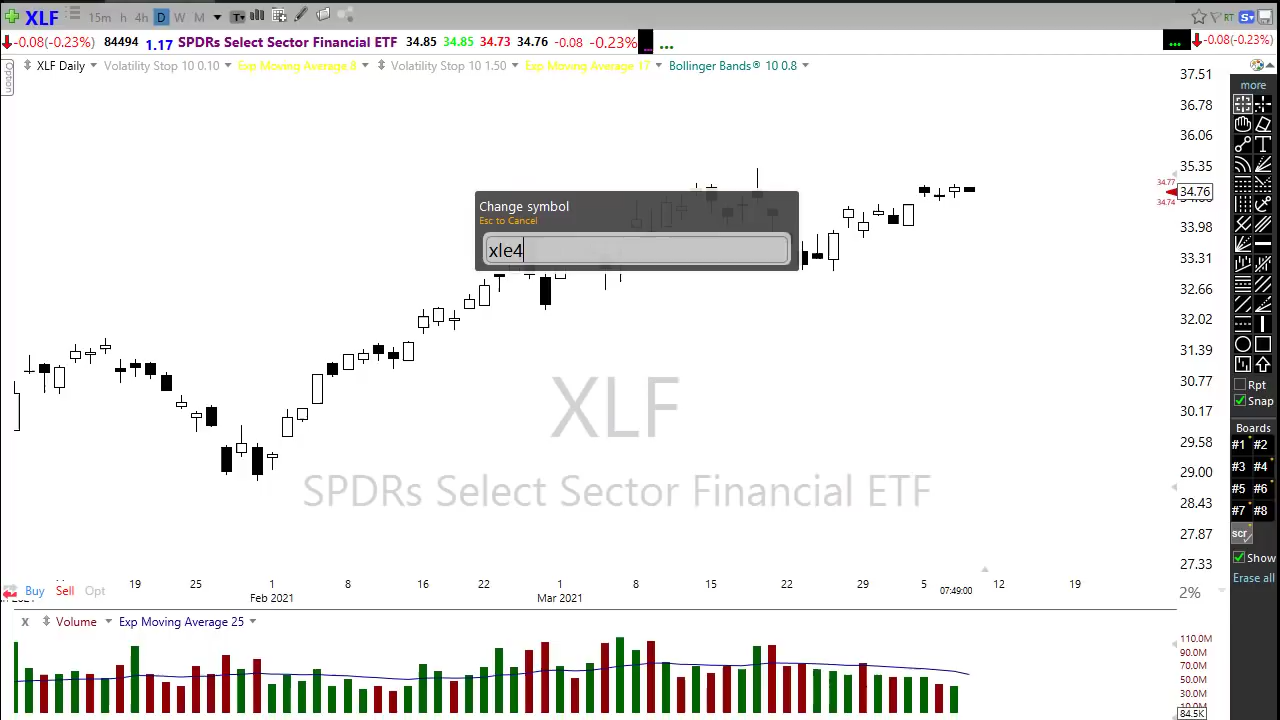 XLF 15m h 4h D W M T
☆ RT S
-0.08(-0.23%) 84494 1.17 SPDRs Select Sector Financial ETF 34.85 34.85 34.73 34.76 -0.08 -0.23% ... ... -0.08(-0.23%)
Option
XLF Daily Volatility Stop 10 0.10 Exp Moving Average 8 Volatility Stop 10 1.50 Exp Moving Average 17 Bollinger Bands® 10 0.8
37.51
36.78
36.06
35.35
34.77
34.76
34.74
33.98
33.31
32.66
32.02
31.39
30.77
30.17
29.58
29.00
28.43
27.87
27.33
Change symbol
Esc to Cancel
xle4
XLF
SPDRs Select Sector Financial ETF
more
T
Rpt
Snap
Boards
#1 #2
#3 #4
#5 #6
#7 #8
scr
Show
Erase all
19 25 1 8 16 22 1 8 15 22 29 5 12 19
Buy Sell Opt
Feb 2021 Mar 2021 07:49:00
2%
x Volume Exp Moving Average 25
110.0M
90.0M
70.0M
50.0M
30.0M
84.5K